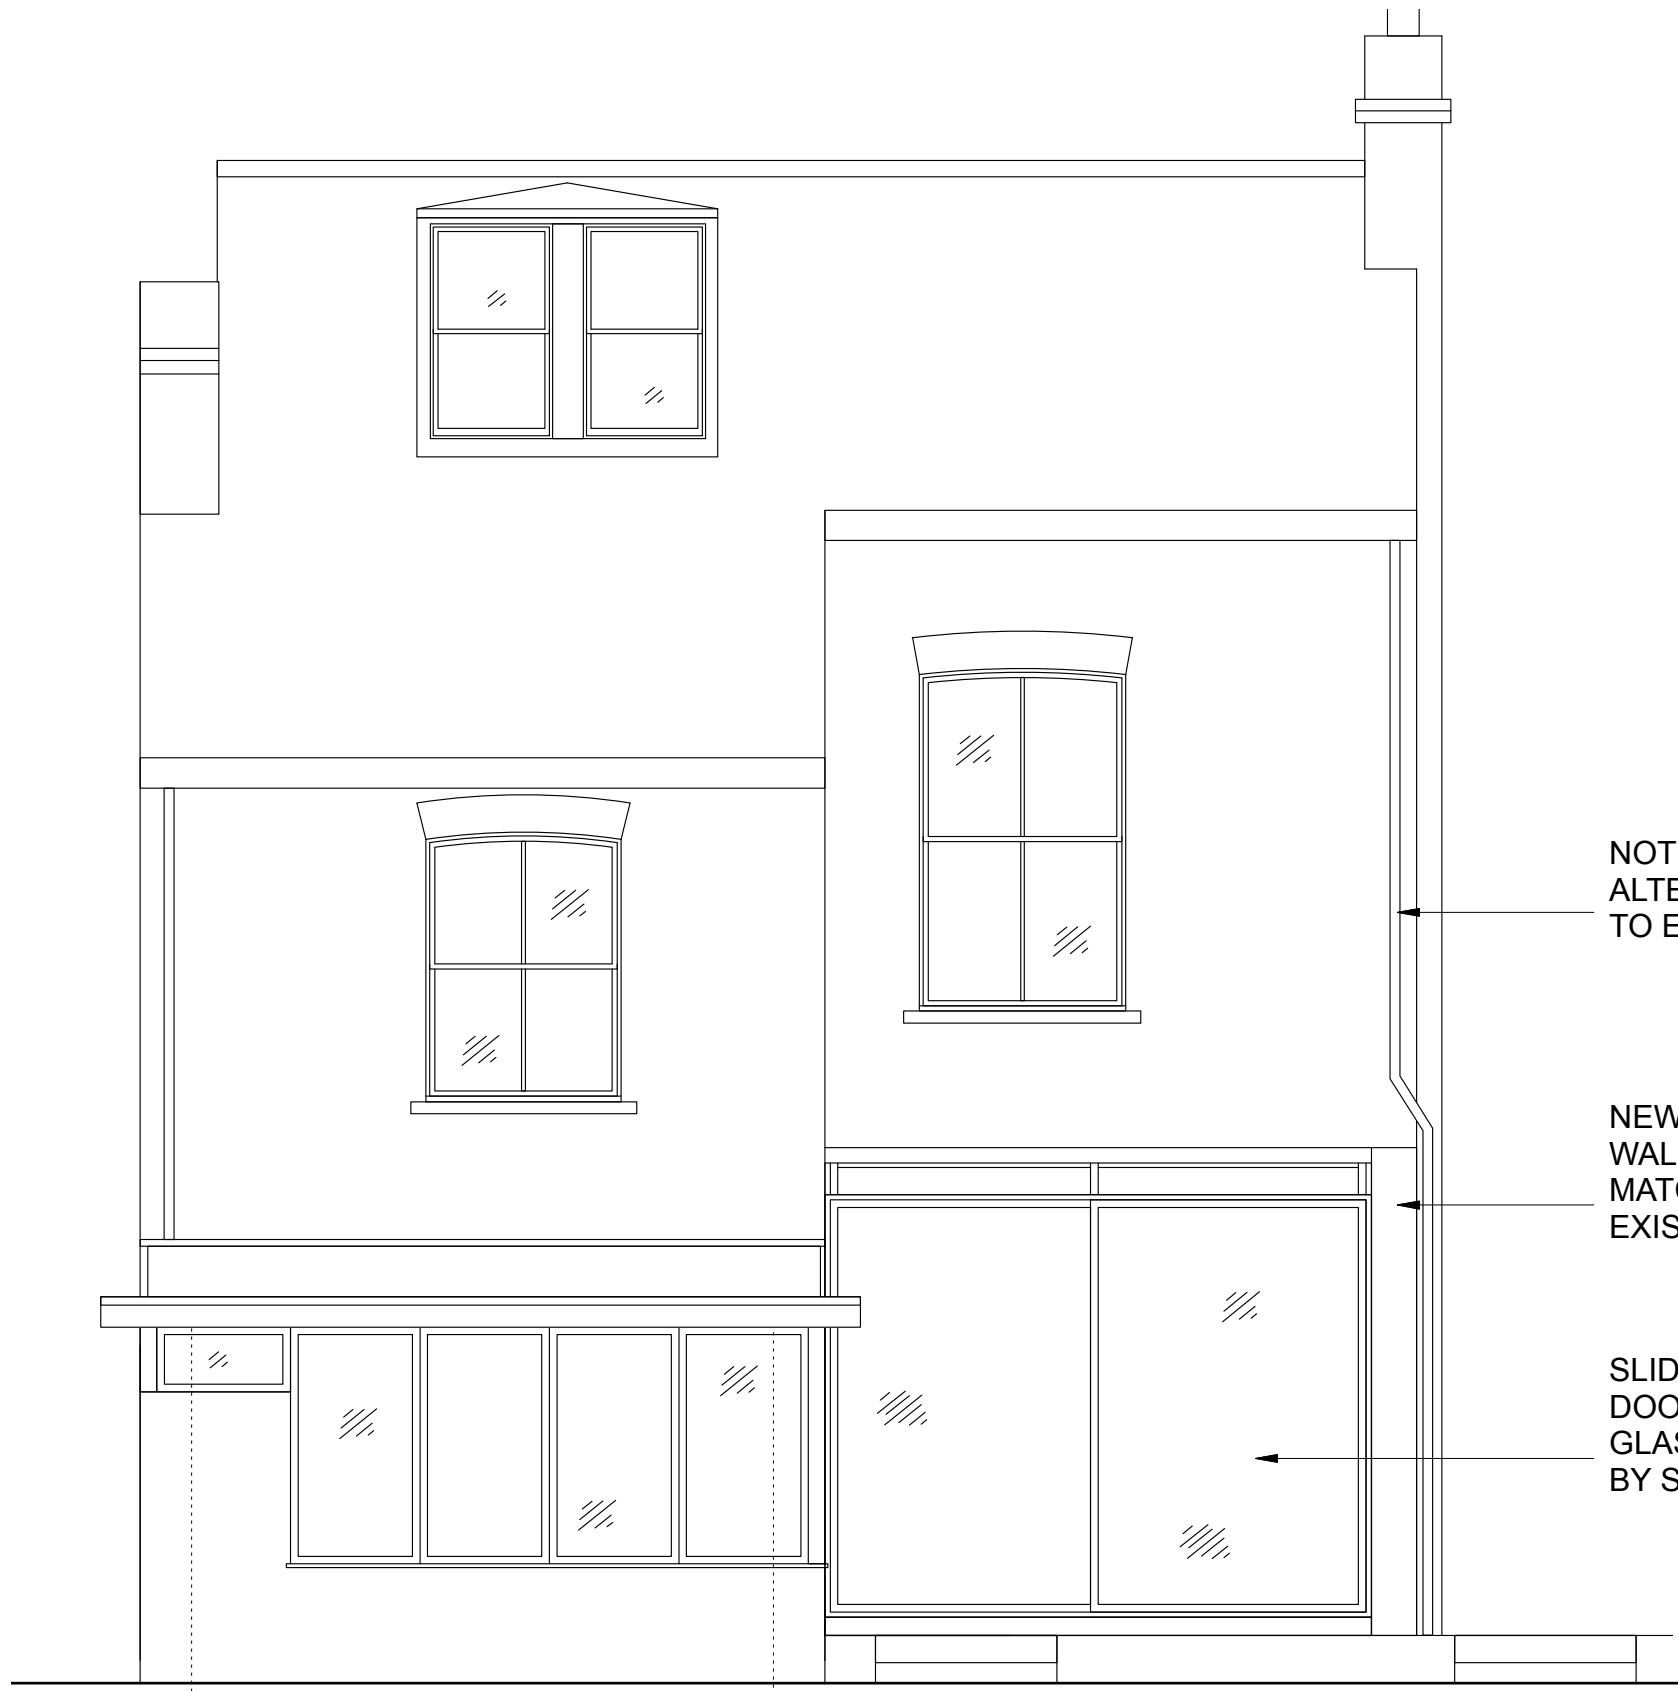 NOT
ALTE
TO E
NEW
WAL
MATC
EXIS
SLID
DOO
GLAS
BY S